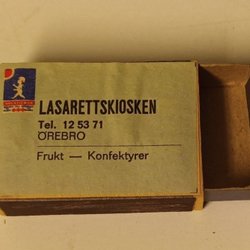 LASARETTSKIOSKEN
Tel. 12 53 71
ÖREBRO
Frukt — Konfektyrer